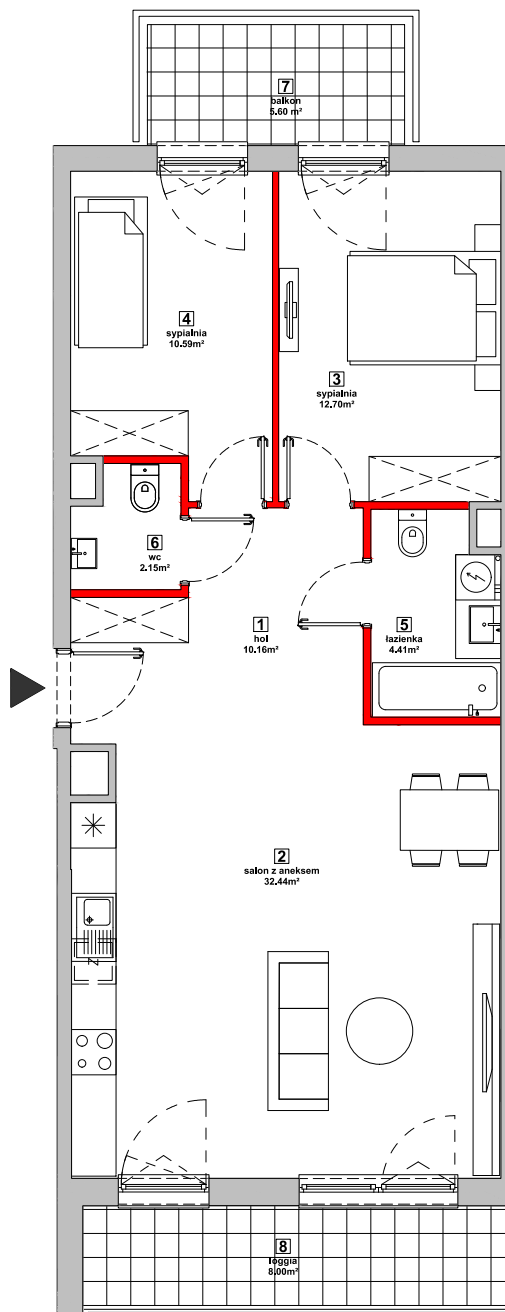 7
balkon
5.60 m²
4
sypialnia
10.59m²
3
sypialnia
12.70m²
6
wc
2.15m²
1
hol
10.16m²
5
łazienka
4.41m²
2
salon z aneksem
32.44m²
8
loggia
8.00m²